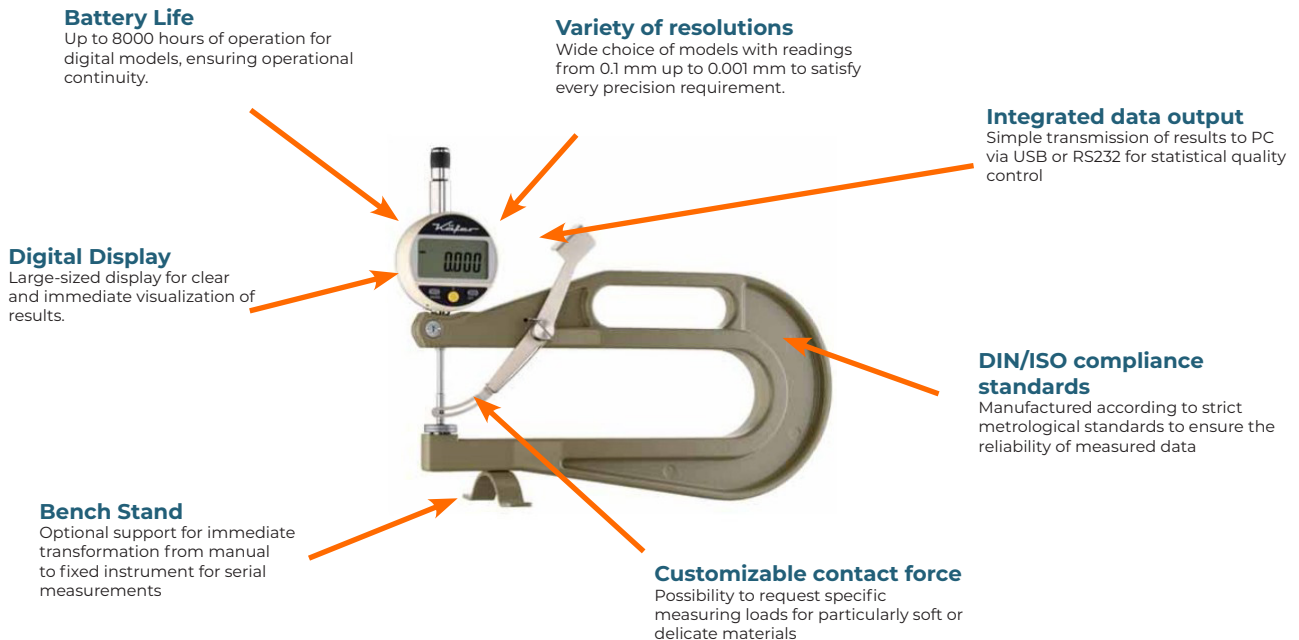 Battery Life
Up to 8000 hours of operation for
digital models, ensuring operational
continuity.
Variety of resolutions
Wide choice of models with readings
from 0.1 mm up to 0.001 mm to satisfy
every precision requirement.
Integrated data output
Simple transmission of results to PC
via USB or RS232 for statistical quality
control
Käfer
0.000
Digital Display
Large-sized display for clear
and immediate visualization of
results.
DIN/ISO compliance
standards
Manufactured according to strict
metrological standards to ensure the
reliability of measured data
Bench Stand
Optional support for immediate
transformation from manual
to fixed instrument for serial
measurements
Customizable contact force
Possibility to request specific
measuring loads for particularly soft or
delicate materials